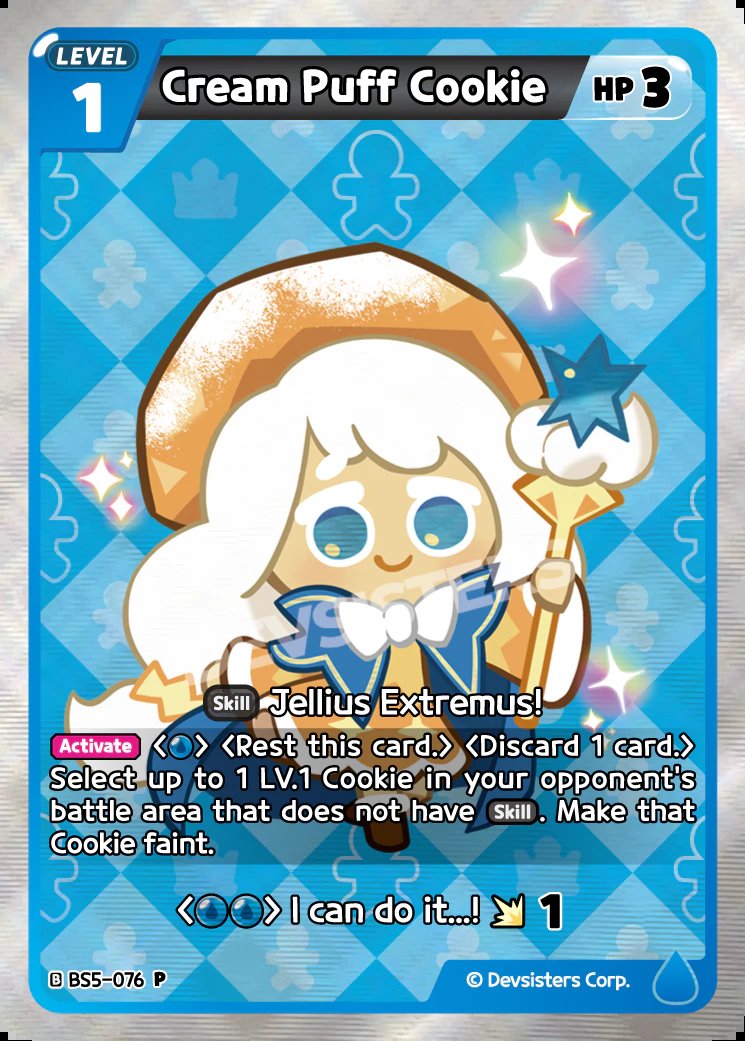 LEVEL
1
Cream Puff Cookie
HP 3
DEVSISTERS
Skill Jellius Extremus!
Activate < > <Rest this card.> <Discard 1 card.>
Select up to 1 LV.1 Cookie in your opponent's
battle area that does not have Skill. Make that
Cookie faint.
< > I can do it...! 1
B BS5-076 P
© Devsisters Corp.